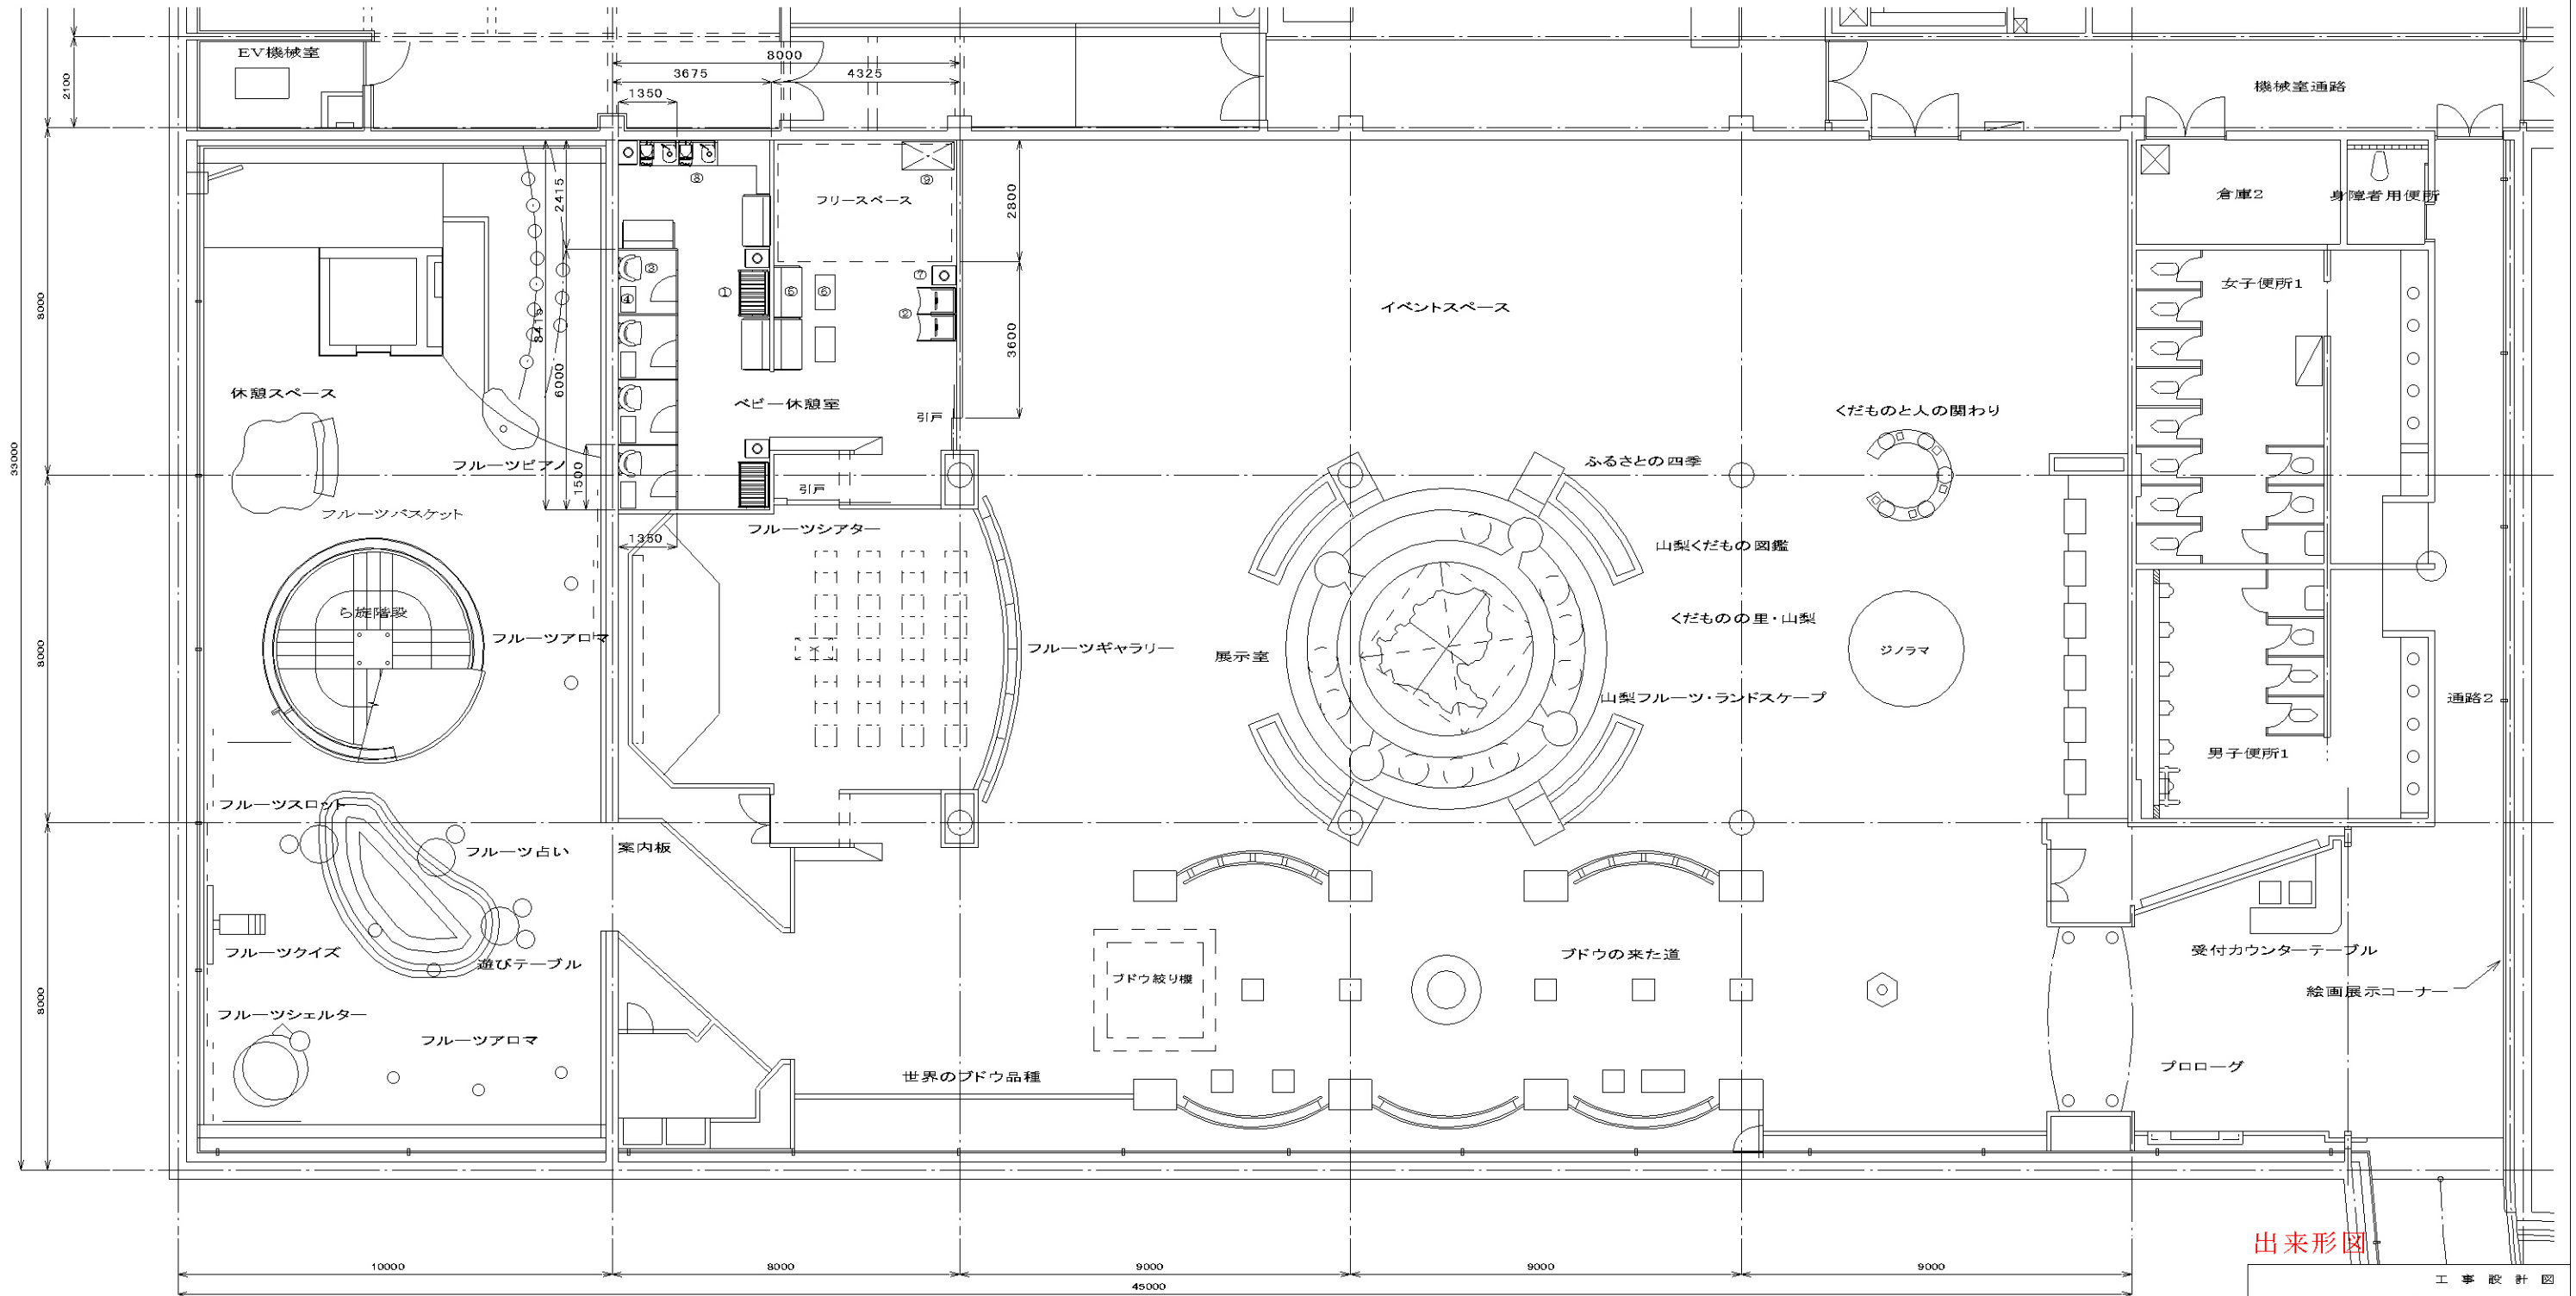 EV機械室
2100
8000
3675
4325
1350
機械室通路
⑧
⑨
フリースペース
2415
2800
倉庫2
身障者用便所
③
④
①
⑤
⑥
⑦
②
女子便所1
8000
8415
6000
3600
イベントスペース
休憩スペース
ベビー休憩室
引戸
くだものと人の関わり
33000
フルーツピアノ
1500
引戸
ふるさとの四季
フルーツバスケット
フルーツシアター
1350
山梨くだもの図鑑
ら旋階段
くだものの里・山梨
8000
フルーツアロマ
フルーツギャラリー
展示室
ジノラマ
山梨フルーツ・ランドスケープ
通路2
男子便所1
フルーツスロット
フルーツ占い
案内板
フルーツクイズ
遊びテーブル
ブドウ絞り機
ブドウの来た道
受付カウンターテーブル
絵画展示コーナー
8000
フルーツシェルター
フルーツアロマ
世界のブドウ品種
プロローグ
出来形図
10000
8000
9000
9000
9000
45000
工事設計図